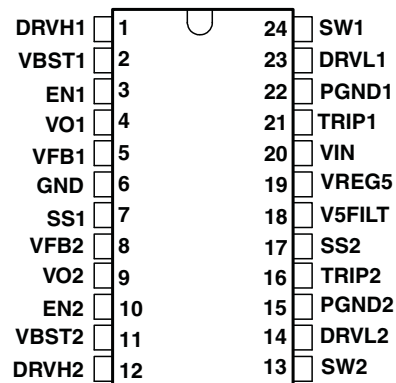 DRVH1 1 24 SW1
VBST1 2 23 DRVL1
EN1 3 22 PGND1
VO1 4 21 TRIP1
VFB1 5 20 VIN
GND 6 19 VREG5
SS1 7 18 V5FILT
VFB2 8 17 SS2
VO2 9 16 TRIP2
EN2 10 15 PGND2
VBST2 11 14 DRVL2
DRVH2 12 13 SW2